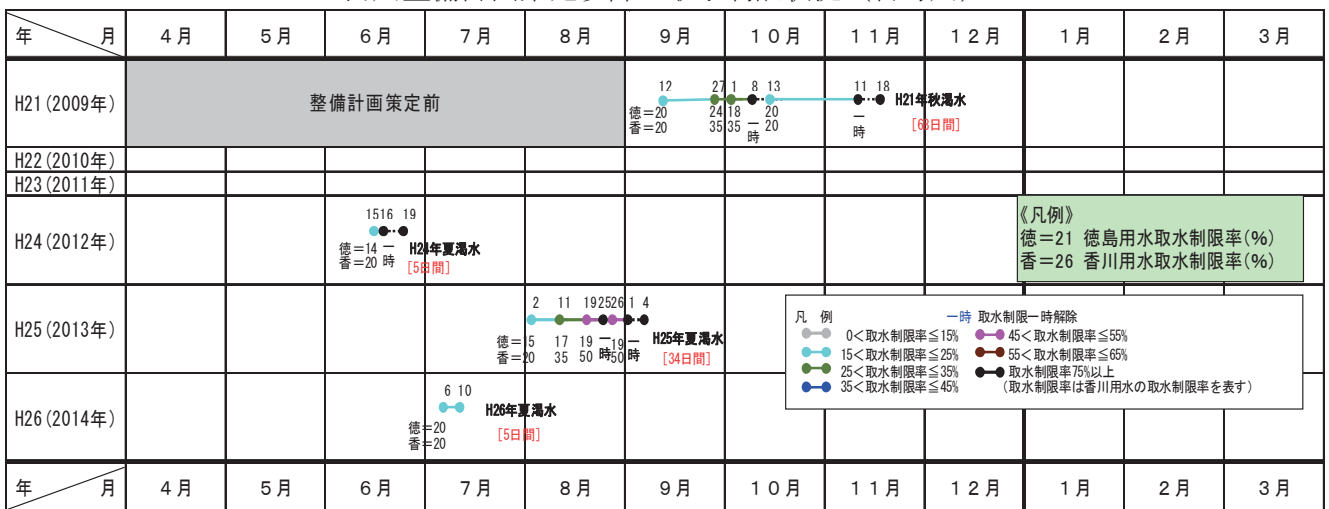 年 月 4月 5月 6月 7月 8月 9月 10月 11月 12月 1月 2月 3月
H21(2009年) 整備計画策定前
12 27 1 8 13 11 18
徳=20 24 18 一時 20 一時
香=20 35 35 20
H21年秋渇水
[68日間]
H22(2010年)
H23(2011年)
H24(2012年)
15 16 19
徳=14 一時
香=20
H24年夏渇水
[5日間]
《凡例》
徳=21 徳島用水取水制限率(%)
香=26 香川用水取水制限率(%)
H25(2013年)
2 11 19 25 26 1 4
徳=15 17 19 一時 19 一時
香=20 35 50 50
H25年夏渇水
[34日間]
凡 例 一時 取水制限一時解除
0<取水制限率≦15% 45<取水制限率≦55%
15<取水制限率≦25% 55<取水制限率≦65%
25<取水制限率≦35% 取水制限率75%以上
35<取水制限率≦45% (取水制限率は香川用水の取水制限率を表す)
H26(2014年)
6 10
徳=20
香=20
H26年夏渇水
[5日間]
年 月 4月 5月 6月 7月 8月 9月 10月 11月 12月 1月 2月 3月